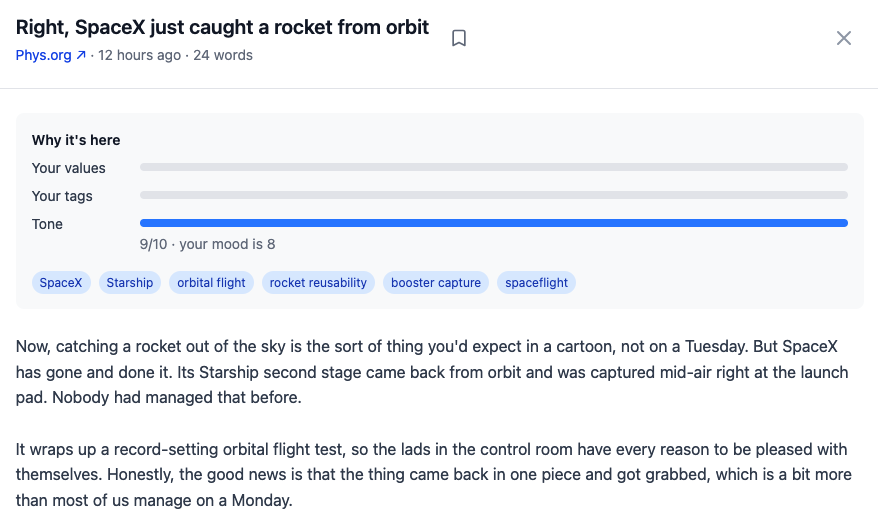 Right, SpaceX just caught a rocket from orbit
Phys.org ↗ · 12 hours ago · 24 words
Why it's here
Your values
Your tags
Tone
9/10 · your mood is 8
SpaceX Starship orbital flight rocket reusability booster capture spaceflight
Now, catching a rocket out of the sky is the sort of thing you'd expect in a cartoon, not on a Tuesday. But SpaceX
has gone and done it. Its Starship second stage came back from orbit and was captured mid-air right at the launch
pad. Nobody had managed that before.
It wraps up a record-setting orbital flight test, so the lads in the control room have every reason to be pleased with
themselves. Honestly, the good news is that the thing came back in one piece and got grabbed, which is a bit more
than most of us manage on a Monday.